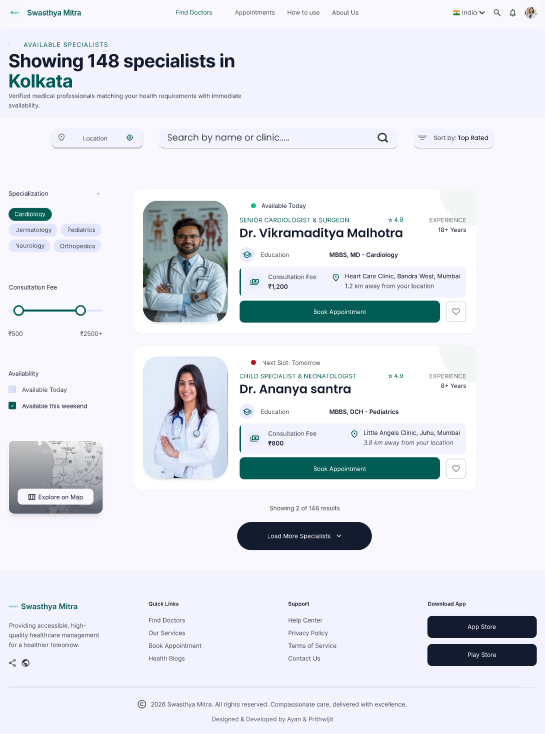 Swasthya Mitra
Find Doctors
Appointments
How to use
About Us
India
AVAILABLE SPECIALISTS
Showing 148 specialists in
Kolkata
Verified medical professionals matching your health requirements with immediate
availability.
Location
Search by name or clinic.....
Sort by: Top Rated
Specialization
Cardiology
Dermatology
Pediatrics
Neurology
Orthopedics
Consultation Fee
₹500
₹2500+
Availability
Available Today
Available this weekend
Explore on Map
Available Today
SENIOR CARDIOLOGIST & SURGEON
4.9
EXPERIENCE
Dr. Vikramaditya Malhotra
18+ Years
Education
MBBS, MD - Cardiology
Consultation Fee
₹1,200
Heart Care Clinic, Bandra West, Mumbai
1.2 km away from your location
Book Appointment
Next Slot: Tomorrow
CHILD SPECIALIST & NEONATOLOGIST
4.9
EXPERIENCE
Dr. Ananya santra
8+ Years
Education
MBBS, DCH - Pediatrics
Consultation Fee
₹800
Little Angels Clinic, Juhu, Mumbai
3.8 km away from your location
Book Appointment
Showing 2 of 148 results
Load More Specialists
Swasthya Mitra
Providing accessible, high-
quality healthcare management
for a healthier tomorrow.
Quick Links
Find Doctors
Our Services
Book Appointment
Health Blogs
Support
Help Center
Privacy Policy
Terms of Service
Contact Us
Download App
App Store
Play Store
© 2026 Swasthya Mitra. All rights reserved. Compassionate care, delivered with excellence.
Designed & Developed by Ayan & Prithwijit